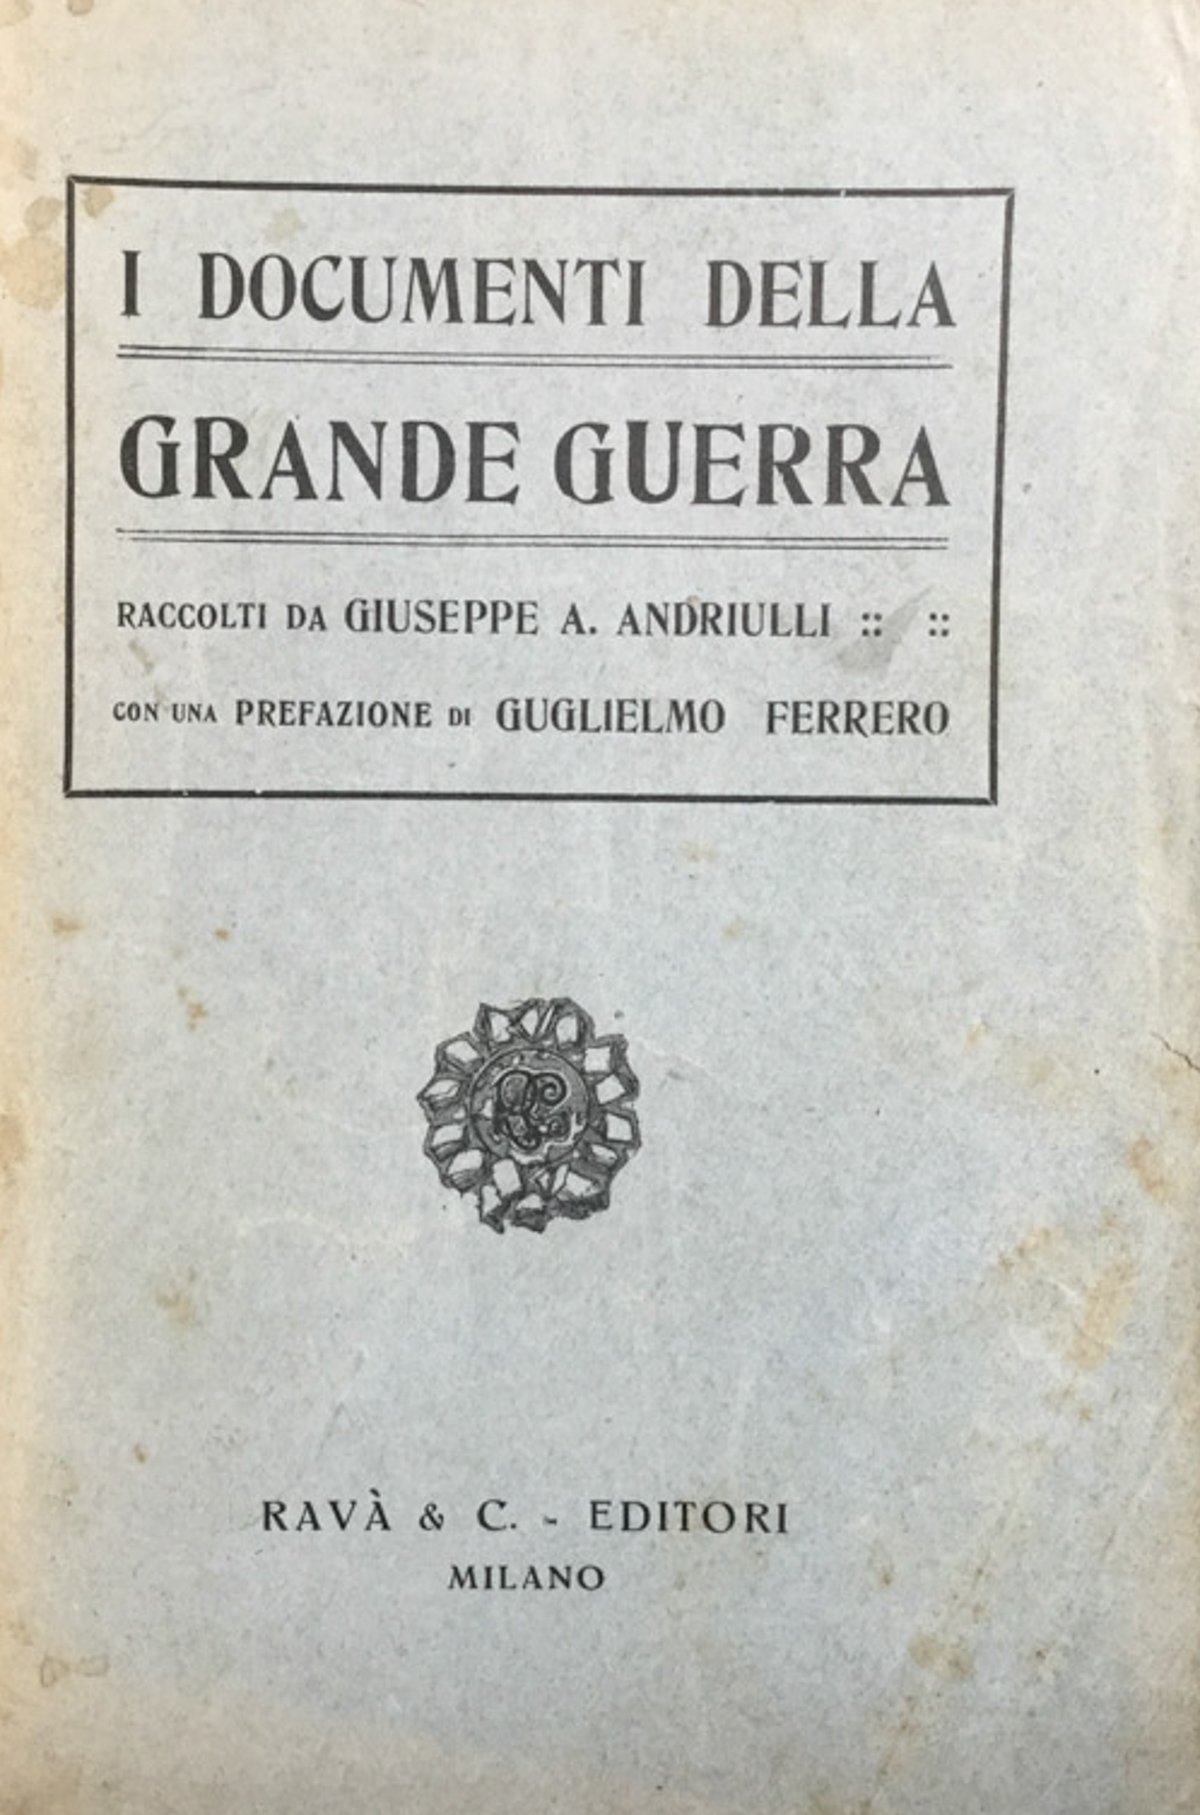 I DOCUMENTI DELLA
GRANDE GUERRA
RACCOLTI DA GIUSEPPE A. ANDRIULLI :: ::
CON UNA PREFAZIONE DI GUGLIELMO FERRERO
RAVÀ & C. - EDITORI
MILANO